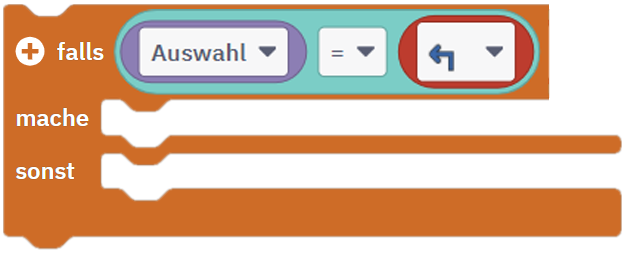 falls Auswahl =
mache
sonst